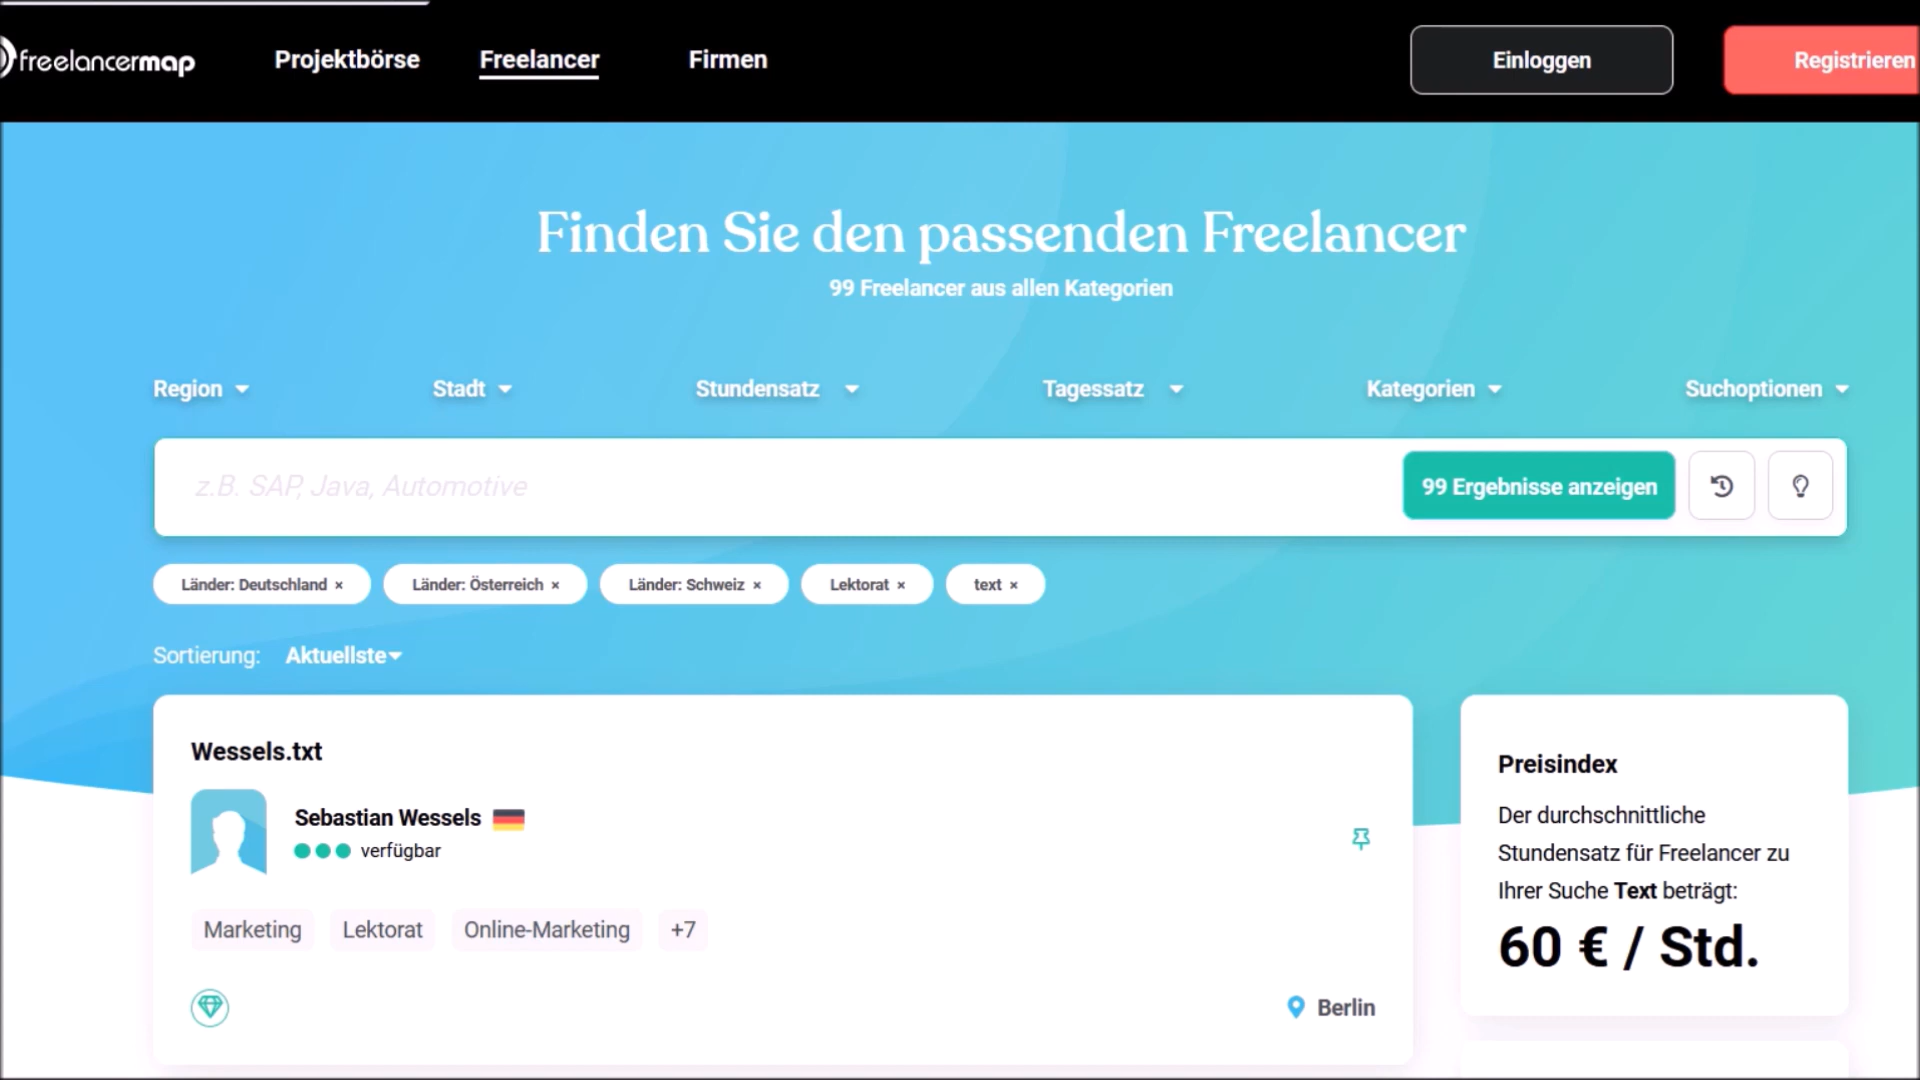 freelancermap Projektbörse Freelancer Firmen Einloggen Registrieren
Finden Sie den passenden Freelancer
99 Freelancer aus allen Kategorien
Region Stadt Stundensatz Tagessatz Kategorien Suchoptionen
z.B. SAP, Java, Automotive 99 Ergebnisse anzeigen
Länder: Deutschland × Länder: Österreich × Länder: Schweiz × Lektorat × text ×
Sortierung: Aktuellste
Wessels.txt
Sebastian Wessels
verfügbar
Marketing Lektorat Online-Marketing +7
Berlin
Preisindex
Der durchschnittliche
Stundensatz für Freelancer zu
Ihrer Suche Text beträgt:
60 € / Std.